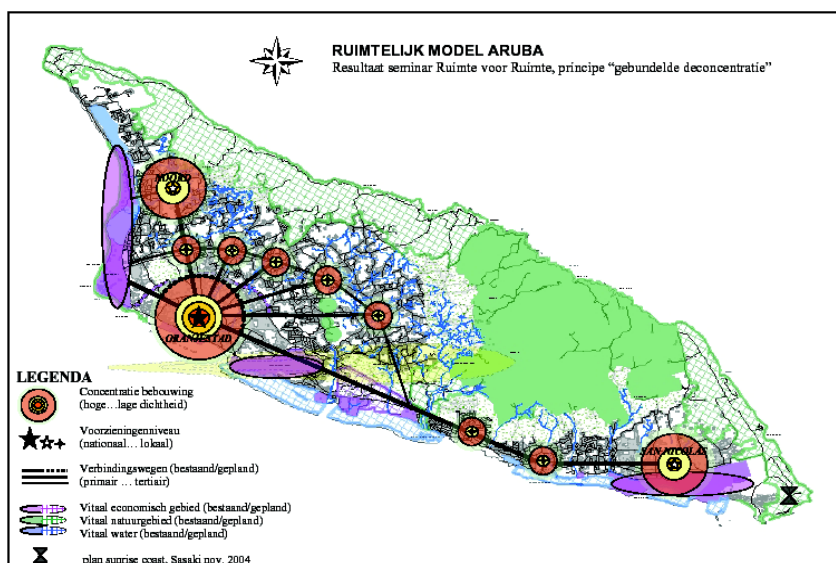 RUIMTELIJK MODEL ARUBA
Resultaat seminar Ruimte voor Ruimte, principe “gebundelde deconcentratie”
NOORD
ORANJESTAD
SAN NICOLAS
LEGENDA
Concentratie bebouwing
(hoge...lage dichtheid)
Voorzieningenniveau
(nationaal... lokaal)
Verbindingswegen (bestaand/gepland)
(primair ... tertiair)
Vitaal economisch gebied (bestaand/gepland)
Vitaal natuurgebied (bestaand/gepland)
Vitaal water (bestaand/gepland)
plan sunrise coast, Sasaki nov. 2004